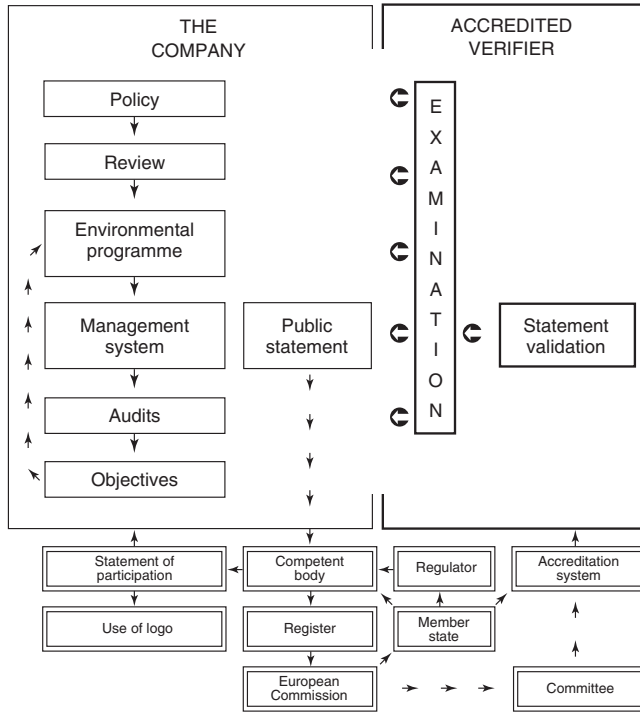 THE
COMPANY
ACCREDITED
VERIFIER
Policy
Review
Environmental
programme
Management
system
Audits
Objectives
Public
statement
E
X
A
M
I
N
A
T
I
O
N
Statement
validation
Statement of
participation
Competent
body
Regulator
Accreditation
system
Use of logo
Register
Member
state
European
Commission
Committee